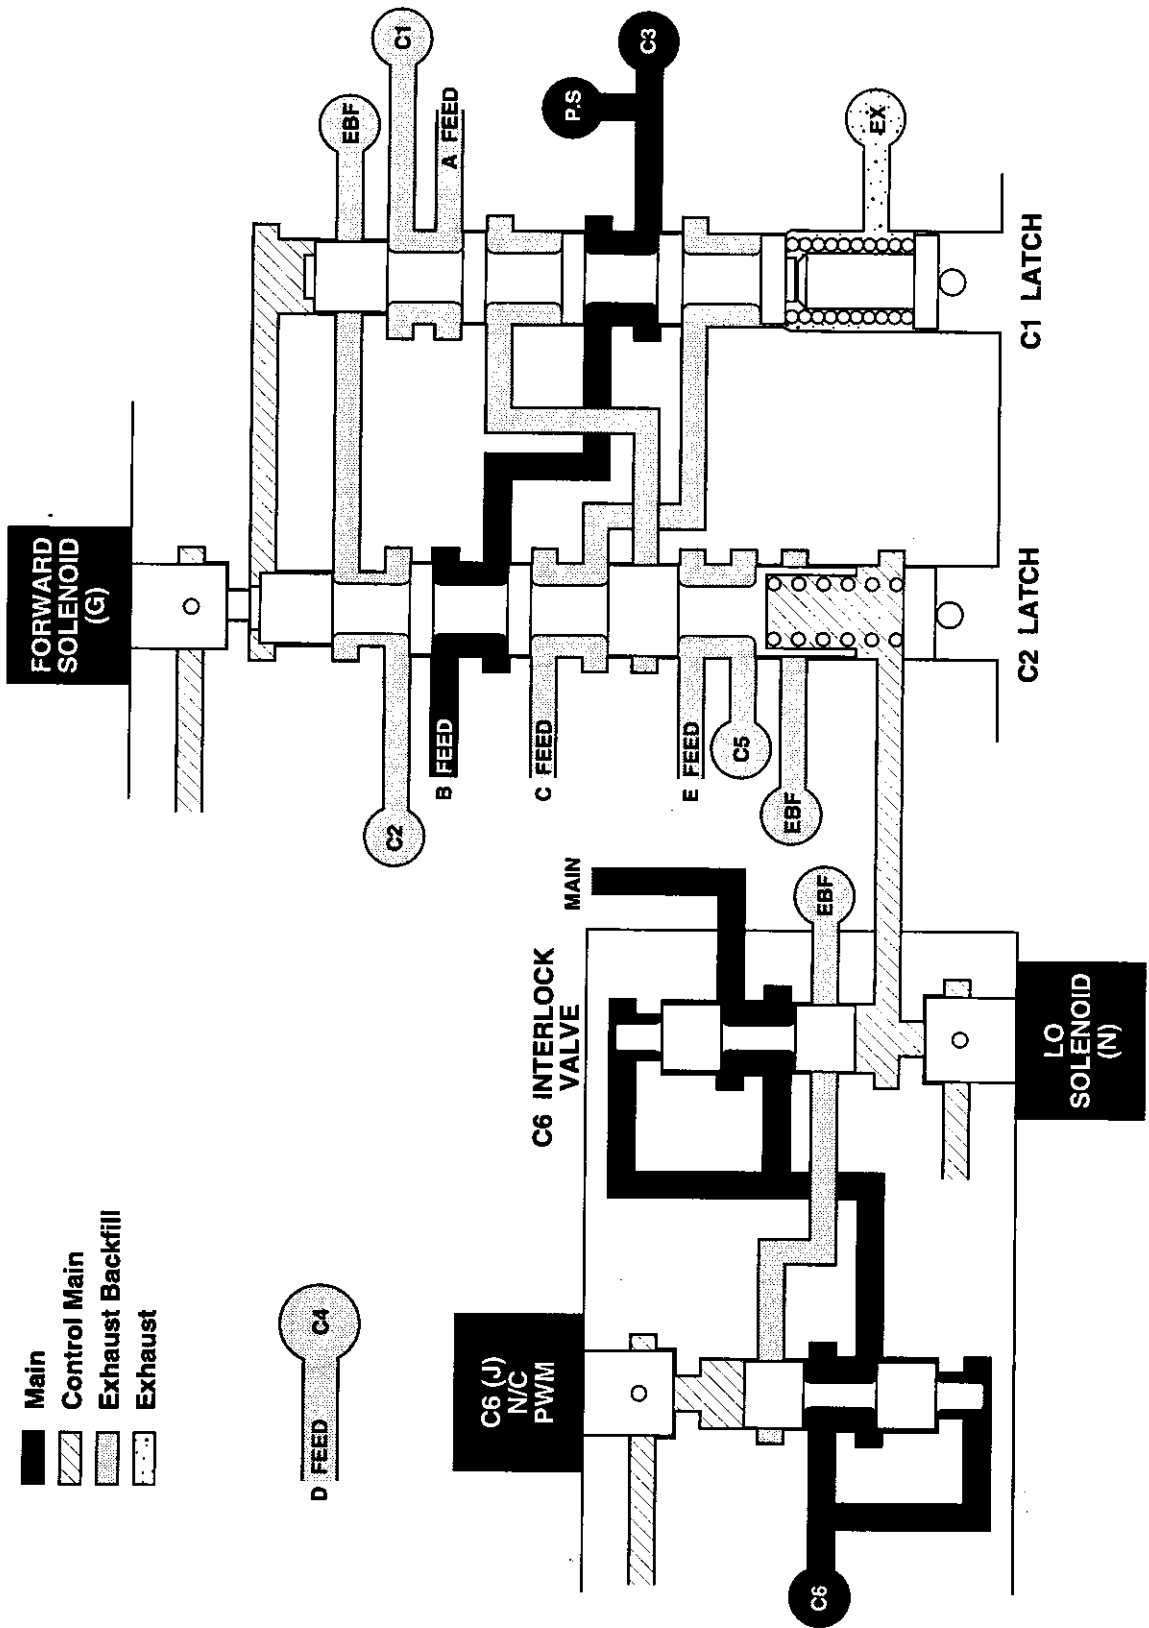 Main
Control Main
Exhaust Backfill
Exhaust
D FEED
C4
FORWARD
SOLENOID
(G)
EBF
C1
A FEED
P.S
C3
EX
C1 LATCH
C2
B FEED
C FEED
E FEED
C5
EBF
C2 LATCH
MAIN
EBF
C6 INTERLOCK
VALVE
LO
SOLENOID
(N)
C6 (J)
N/C
PWM
C6